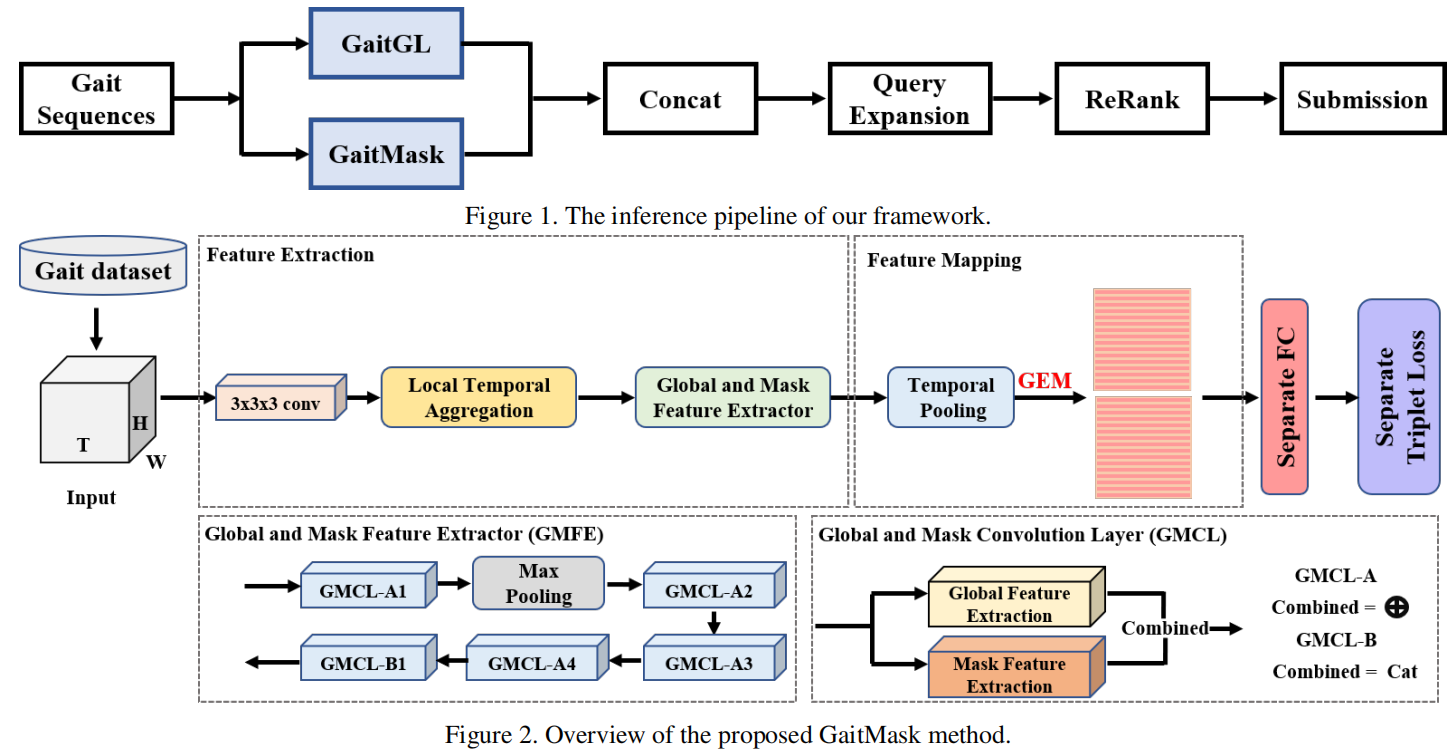 Gait
Sequences
GaitGL
GaitMask
Concat
Query
Expansion
ReRank
Submission
Figure 1. The inference pipeline of our framework.
Gait dataset
T
H
W
Input
Feature Extraction
3x3x3 conv
Local Temporal
Aggregation
Global and Mask
Feature Extractor
Feature Mapping
Temporal
Pooling
GEM
Separate FC
Separate
Triplet Loss
Global and Mask Feature Extractor (GMFE)
GMCL-A1
Max
Pooling
GMCL-A2
GMCL-B1
GMCL-A4
GMCL-A3
Global and Mask Convolution Layer (GMCL)
Global Feature
Extraction
Mask Feature
Extraction
Combined
GMCL-A
Combined = ⊕
GMCL-B
Combined = Cat
Figure 2. Overview of the proposed GaitMask method.